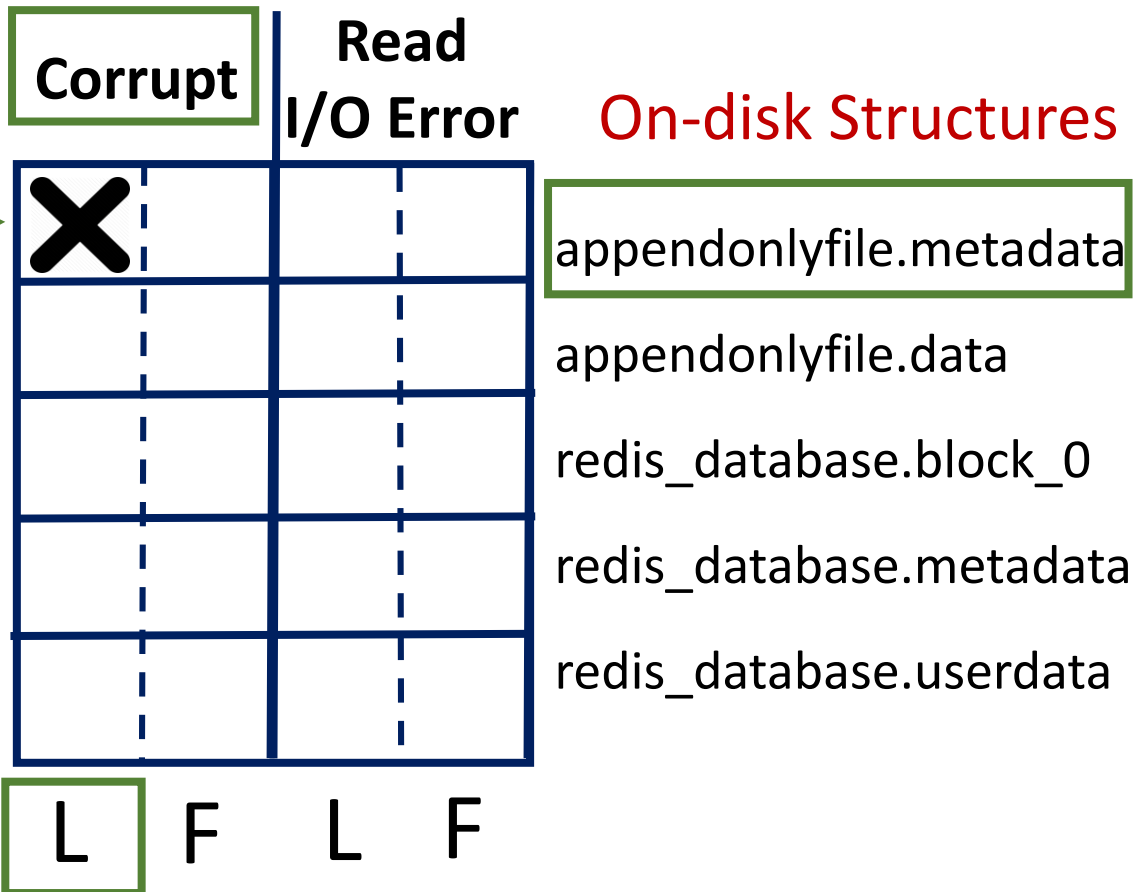 Corrupt
Read
I/O Error
On-disk Structures
appendonlyfile.metadata
appendonlyfile.data
redis_database.block_0
redis_database.metadata
redis_database.userdata
L F L F